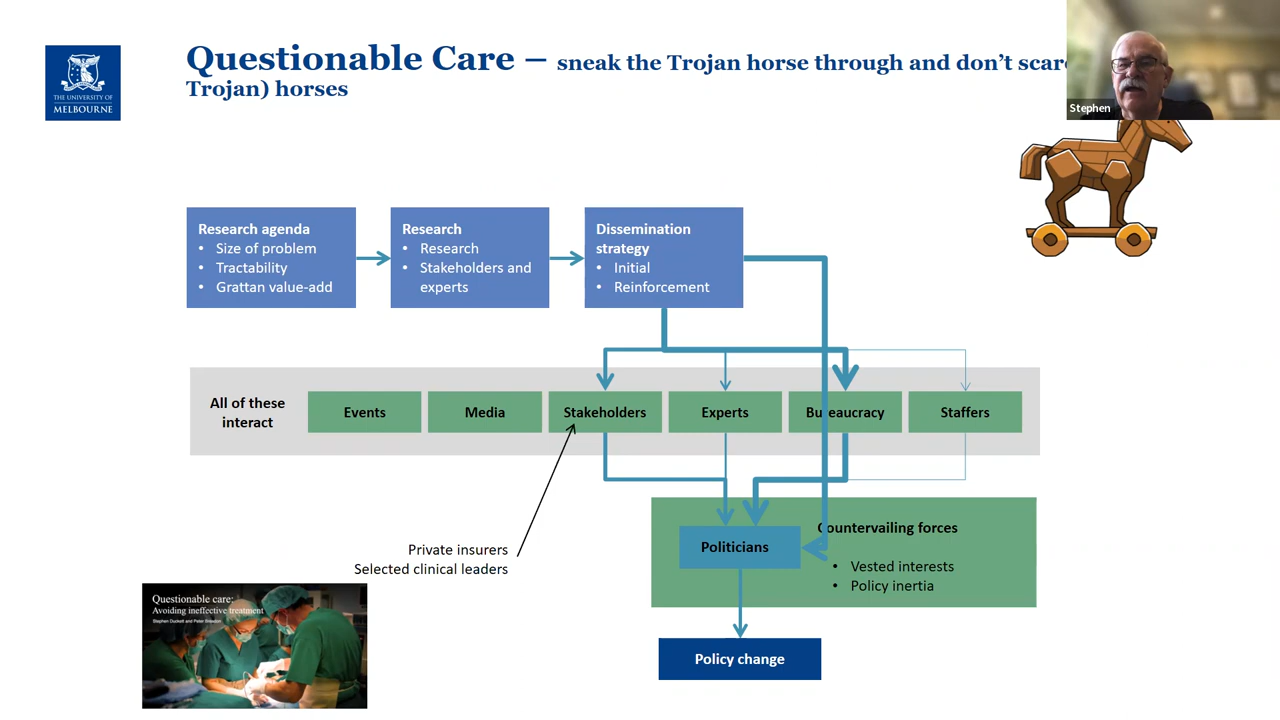 THE UNIVERSITY OF
MELBOURNE
Questionable Care – sneak the Trojan horse through and don't scare
Trojan) horses
Stephen
Research agenda
• Size of problem
• Tractability
• Grattan value-add
Research
• Research
• Stakeholders and
experts
Dissemination
strategy
• Initial
• Reinforcement
All of these
interact
Events
Media
Stakeholders
Experts
Bureaucracy
Staffers
Private insurers
Selected clinical leaders
Politicians
Countervailing forces
• Vested interests
• Policy inertia
Policy change
Questionable care:
Avoiding ineffective treatment
Stephen Duckett and Peter Breadon